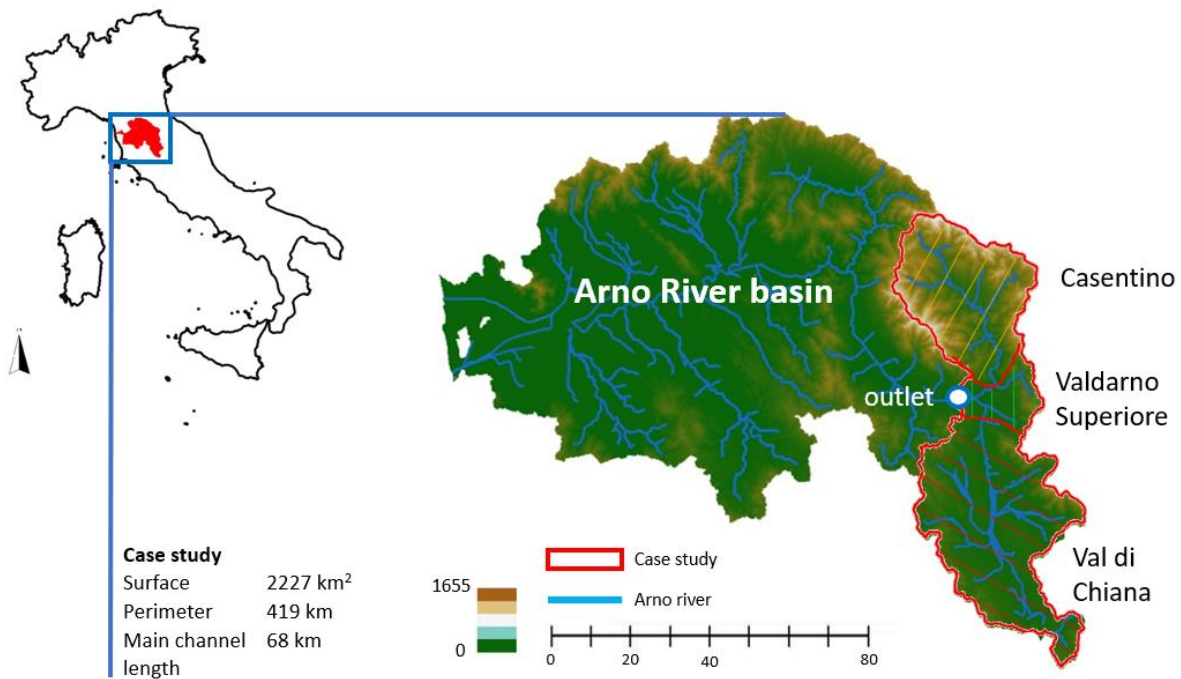 Arno River basin
Casentino
outlet
Valdarno
Superiore
Val di
Chiana
Case study
Surface 2227 km²
Perimeter 419 km
Main channel 68 km
length
1655
0
Case study
Arno river
0 20 40 80